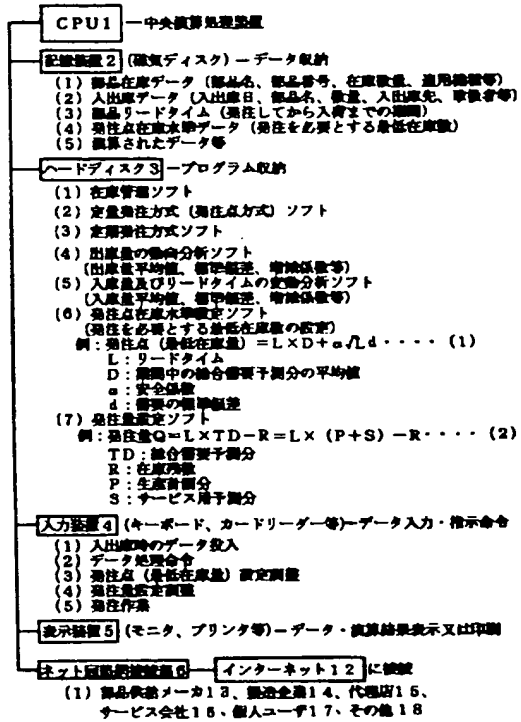 CPU1 ー中央演算処理装置
記憶装置2 (磁気ディスク)ーデータ収納
(1) 部品在庫データ(部品名、部品番号、在庫数量、適用機種等)
(2) 入出庫データ(入出庫日、部品名、数量、入出庫先、取扱者等)
(3) 部品リードタイム(発注してから入荷までの期間)
(4) 発注点在庫水準データ(発注を必要とする最低在庫数)
(5) 演算されたデータ等
ハードディスク3 ープログラム収納
(1) 在庫管理ソフト
(2) 定量発注方式(発注点方式)ソフト
(3) 定期発注方式ソフト
(4) 出庫量の動向分析ソフト
(出庫量平均値、標準偏差、増減係数等)
(5) 入庫量及びリードタイムの変動分析ソフト
(入庫量平均値、標準偏差、増減係数等)
(6) 発注点在庫水準設定ソフト
(発注を必要とする最低在庫数の設定)
例:発注点(最低在庫量)=L×D+α√Ld・・・・(1)
L:リードタイム
D:期間中の総合需要予測分の平均値
α:安全係数
d:需要の標準偏差
(7) 発注量設定ソフト
例:発注量Q=L×TD−R=L×(P+S)−R・・・・(2)
TD:総合需要予測分
R:在庫残数
P:生産計画分
S:サービス用予測分
入力装置4 (キーボード、カードリーダー等)ーデータ入力・指示命令
(1) 入出庫時のデータ投入
(2) データ処理命令
(3) 発注点(最低在庫量)設定調整
(4) 発注量設定調整
(5) 発注作業
表示装置5 (モニタ、プリンタ等)ーデータ・演算結果表示又は印刷
ネット回路網接続部6 ー インターネット12 に接続
(1) 部品供給メーカ13、製造企業14、代理店15、
サービス会社16、個人ユーザ17、その他18